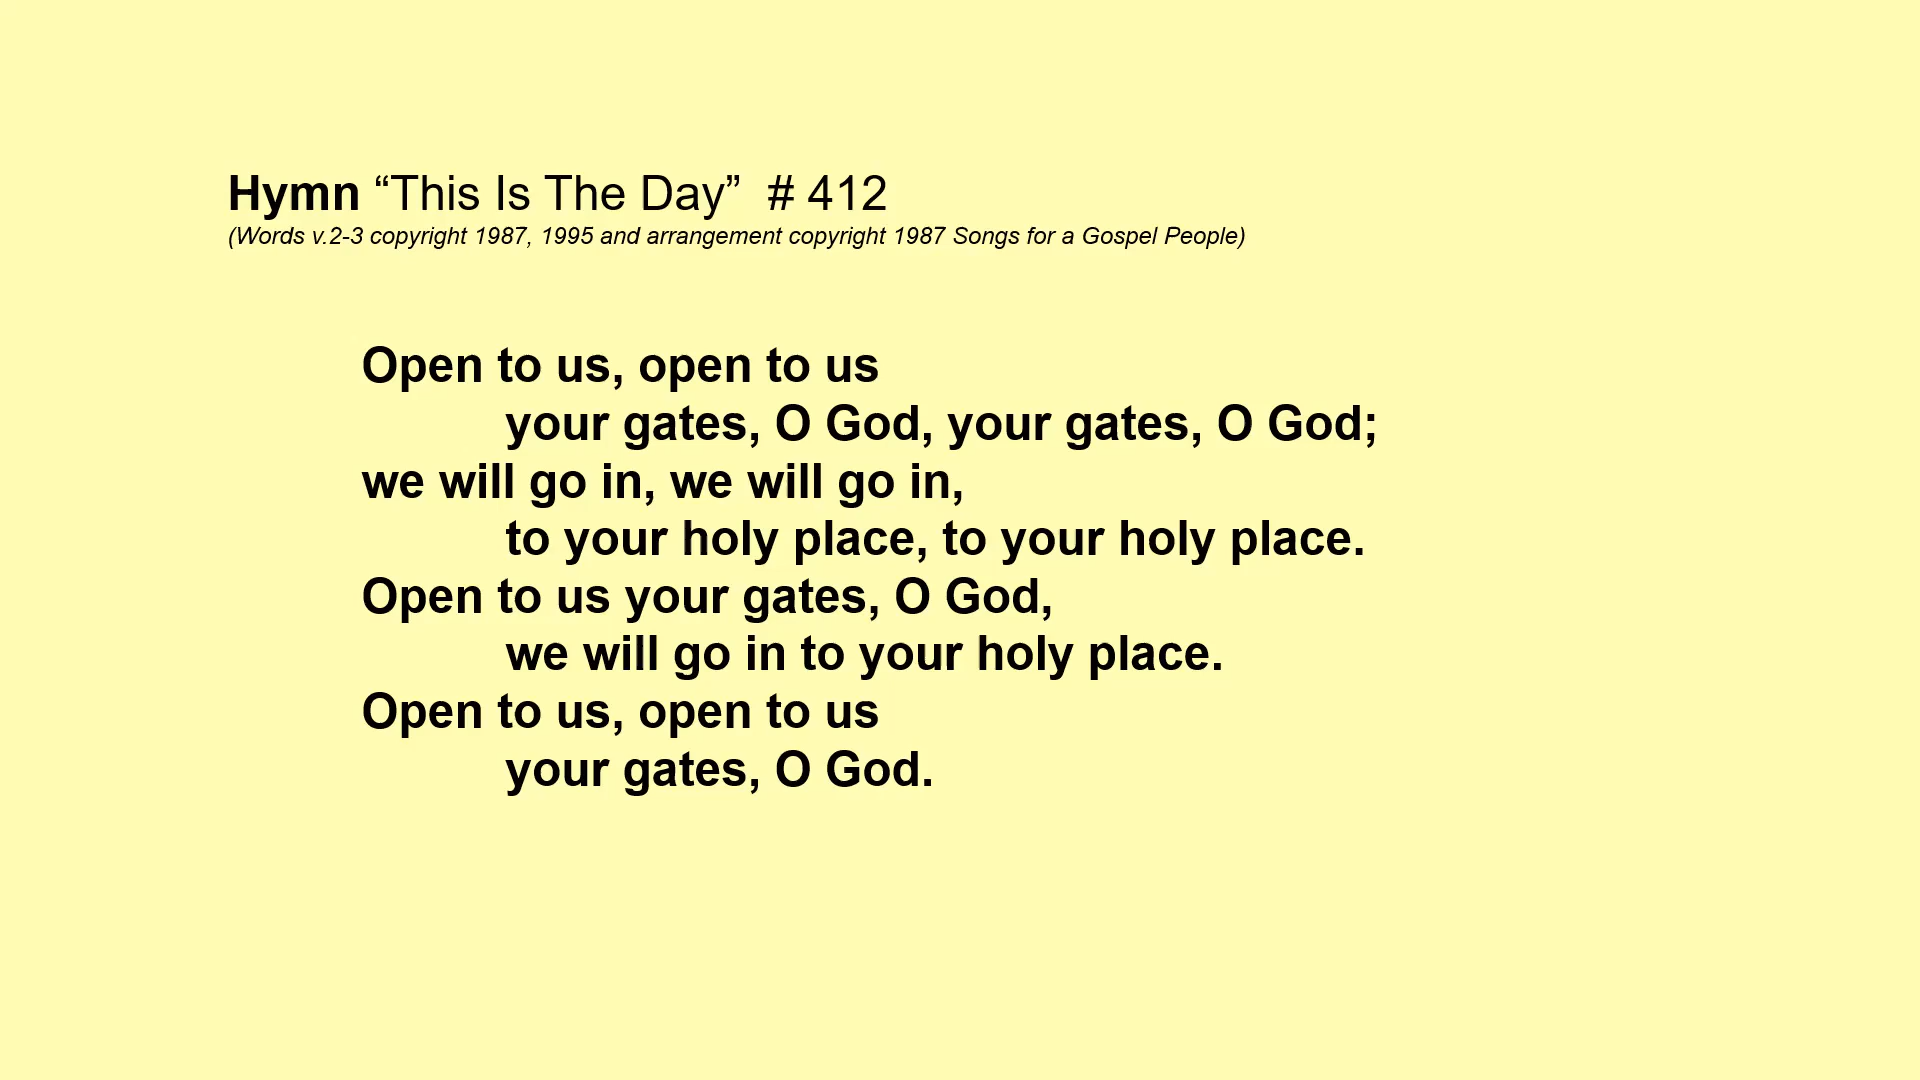 Hymn “This Is The Day”  # 412
(Words v.2-3 copyright 1987, 1995 and arrangement copyright 1987 Songs for a Gospel People)
Open to us, open to us
your gates, O God, your gates, O God;
we will go in, we will go in,
to your holy place, to your holy place.
Open to us your gates, O God,
we will go in to your holy place.
Open to us, open to us
your gates, O God.